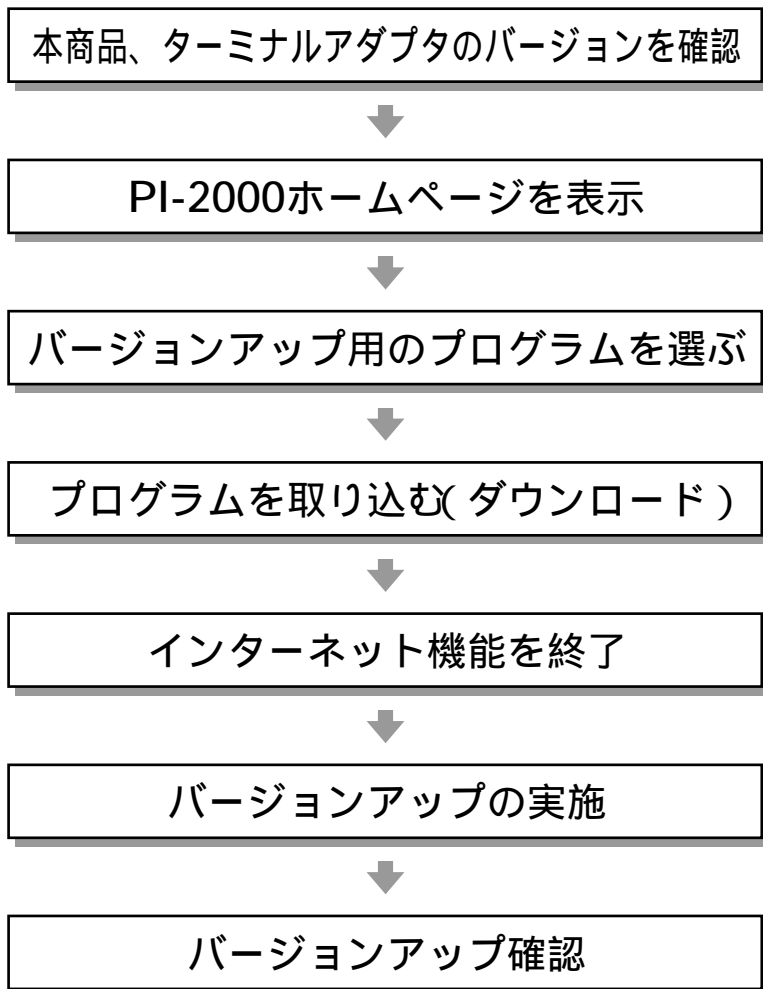 本商品、ターミナルアダプタのバージョンを確認
PI-2000ホームページを表示
バージョンアップ用のプログラムを選ぶ
プログラムを取り込む(ダウンロード)
インターネット機能を終了
バージョンアップの実施
バージョンアップ確認